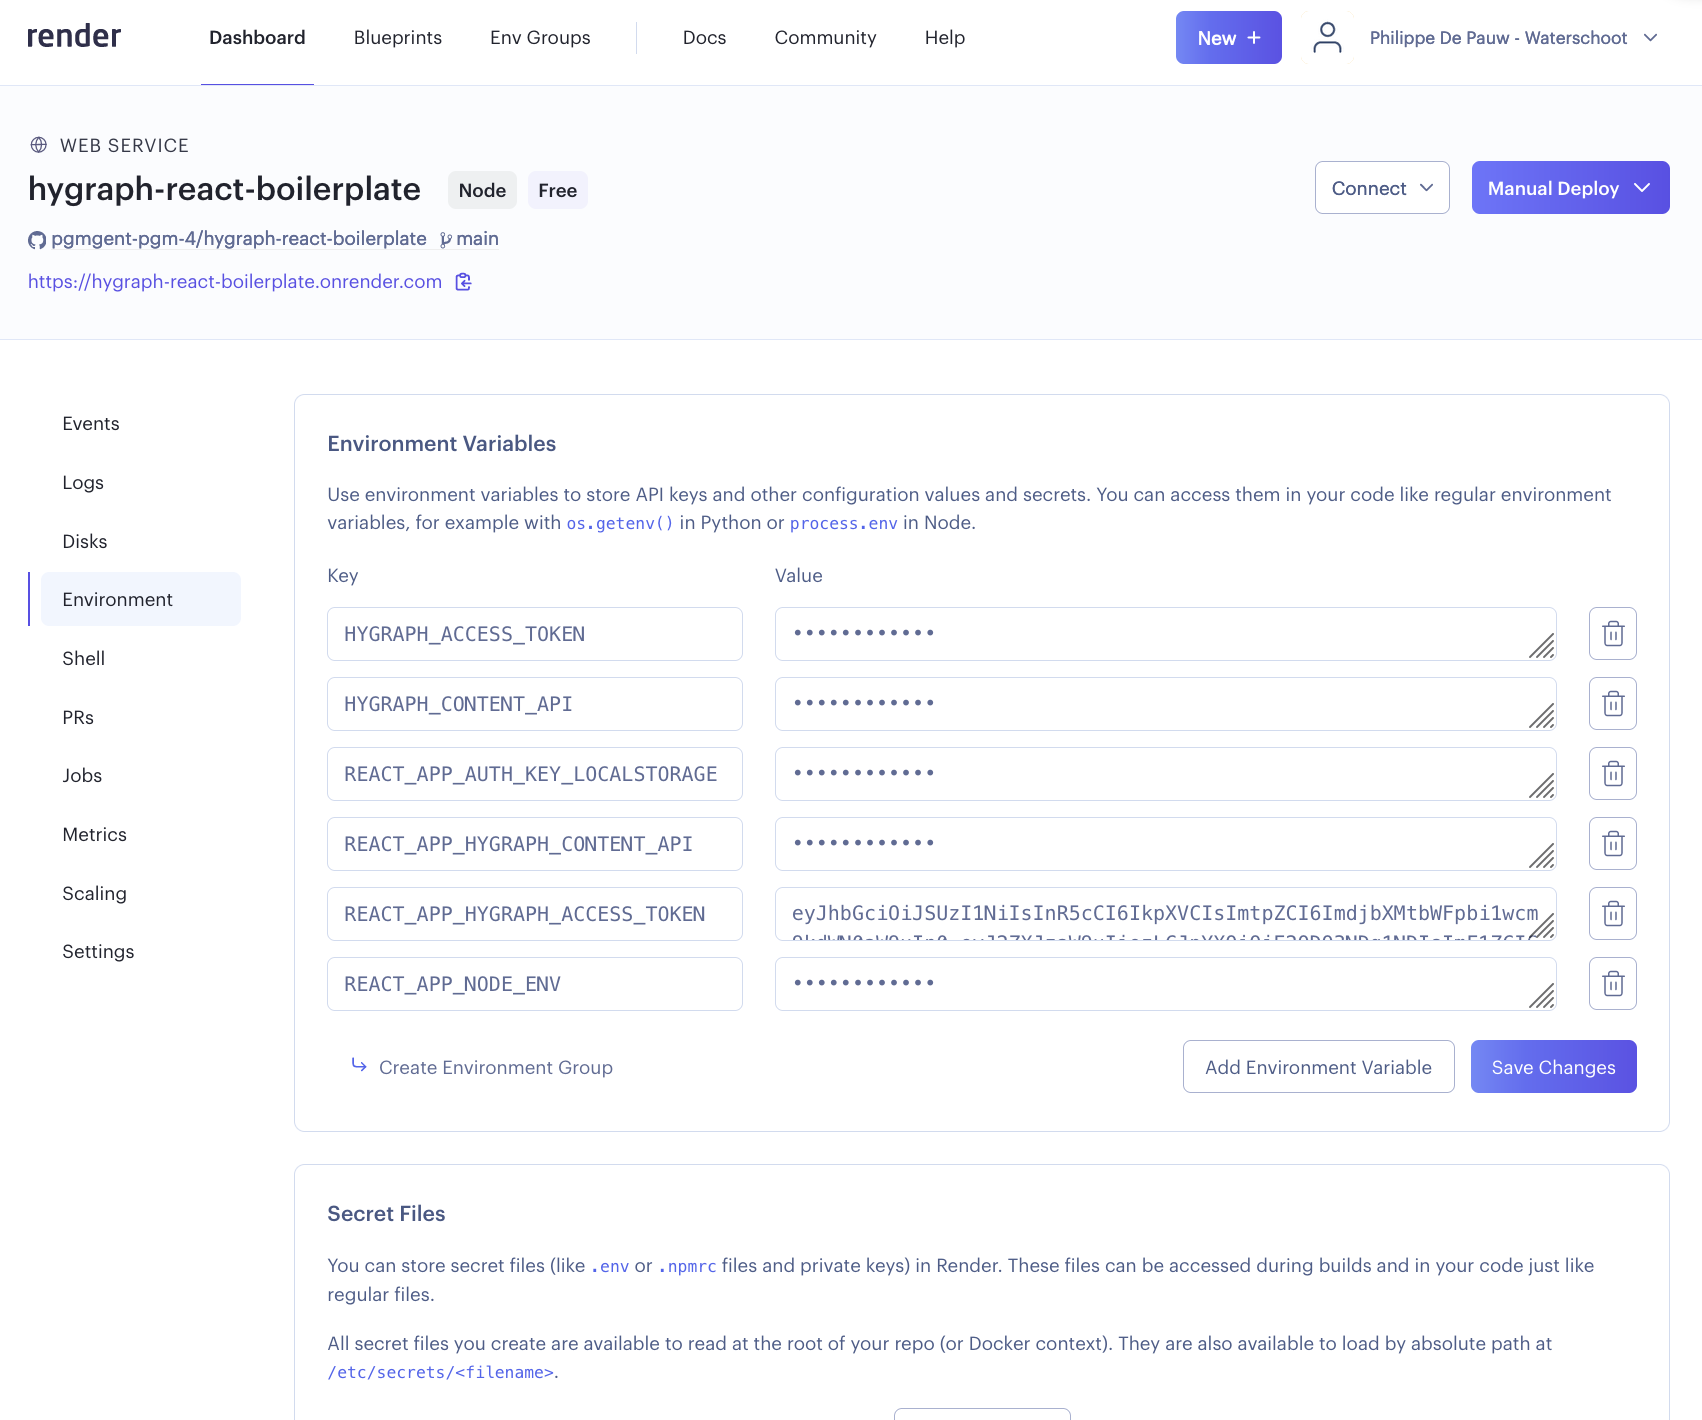 render
Dashboard
Blueprints
Env Groups
Docs
Community
Help
New +
Philippe De Pauw - Waterschoot
WEB SERVICE
hygraph-react-boilerplate
Node
Free
Connect
Manual Deploy
pgmgent-pgm-4/hygraph-react-boilerplate
main
https://hygraph-react-boilerplate.onrender.com
Events
Logs
Disks
Environment
Shell
PRs
Jobs
Metrics
Scaling
Settings
Environment Variables
Use environment variables to store API keys and other configuration values and secrets. You can access them in your code like regular environment
variables, for example with os.getenv() in Python or process.env in Node.
Key
Value
HYGRAPH_ACCESS_TOKEN
••••••••••••
HYGRAPH_CONTENT_API
••••••••••••
REACT_APP_AUTH_KEY_LOCALSTORAGE
••••••••••••
REACT_APP_HYGRAPH_CONTENT_API
••••••••••••
REACT_APP_HYGRAPH_ACCESS_TOKEN
eyJhbGciOiJSUzI1NiIsInR5cCI6IkpXVCIsImtpZCI6ImdjbXMtbWFpbi1wcm
REACT_APP_NODE_ENV
••••••••••••
Create Environment Group
Add Environment Variable
Save Changes
Secret Files
You can store secret files (like .env or .npmrc files and private keys) in Render. These files can be accessed during builds and in your code just like
regular files.
All secret files you create are available to read at the root of your repo (or Docker context). They are also available to load by absolute path at
/etc/secrets/<filename>.